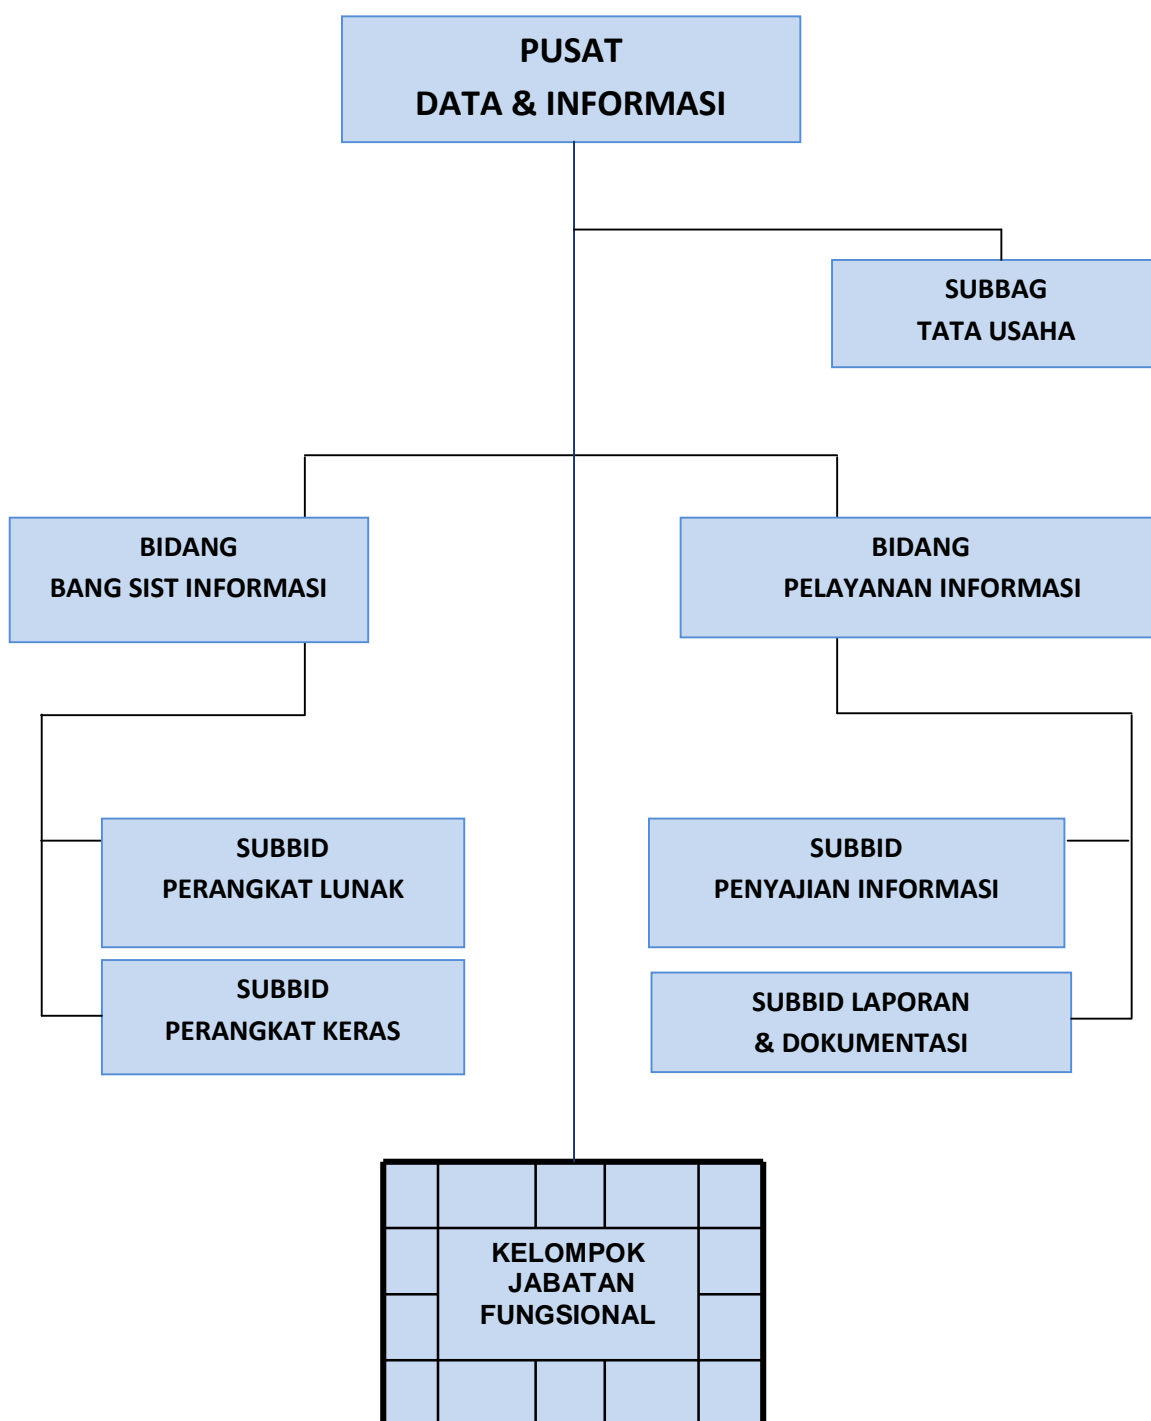 PUSAT
DATA & INFORMASI
SUBBAG
TATA USAHA
BIDANG
BANG SIST INFORMASI
BIDANG
PELAYANAN INFORMASI
SUBBID
PERANGKAT LUNAK
SUBBID
PENYAJIAN INFORMASI
SUBBID
PERANGKAT KERAS
SUBBID LAPORAN
& DOKUMENTASI
KELOMPOK
JABATAN
FUNGSIONAL